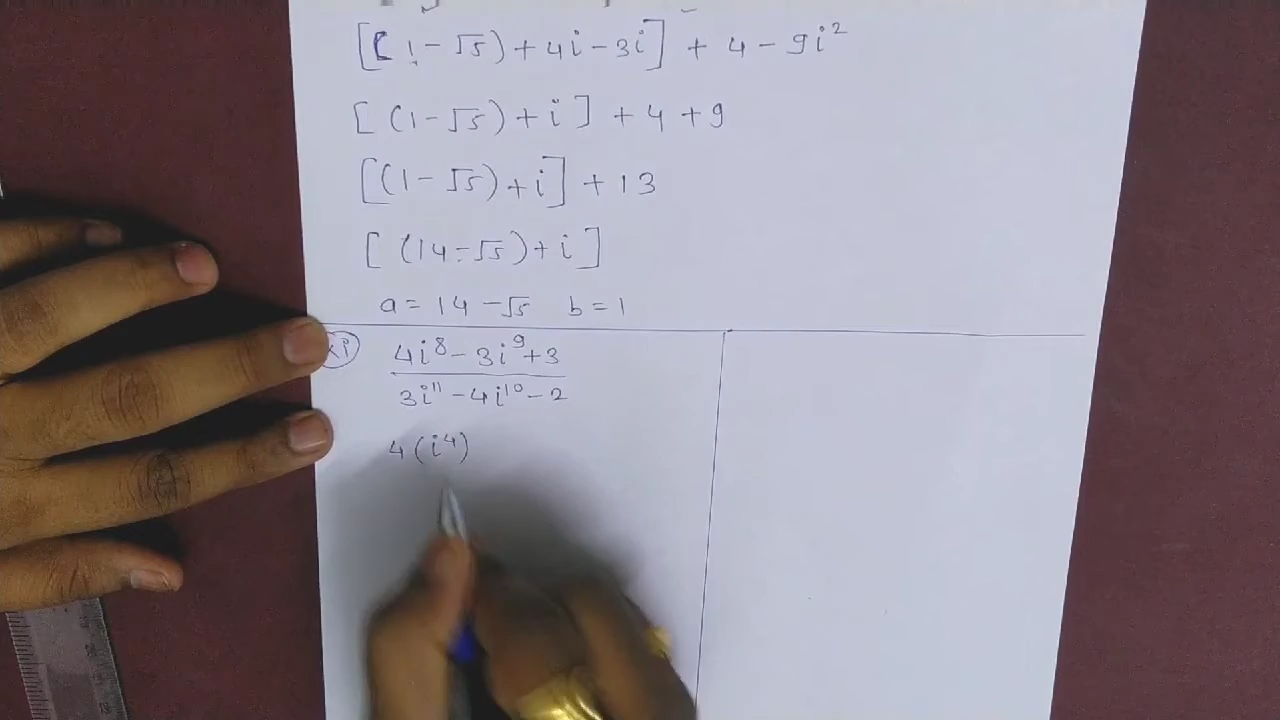 [(1-√5)+4i-3i] + 4-9i²
[(1-√5)+i] +4+9
[(1-√5)+i] +13
[(14-√5)+i]
a=14-√5 b=1
xi) 4i⁸-3i⁹+3
3i¹¹-4i¹⁰-2
4(i⁴)